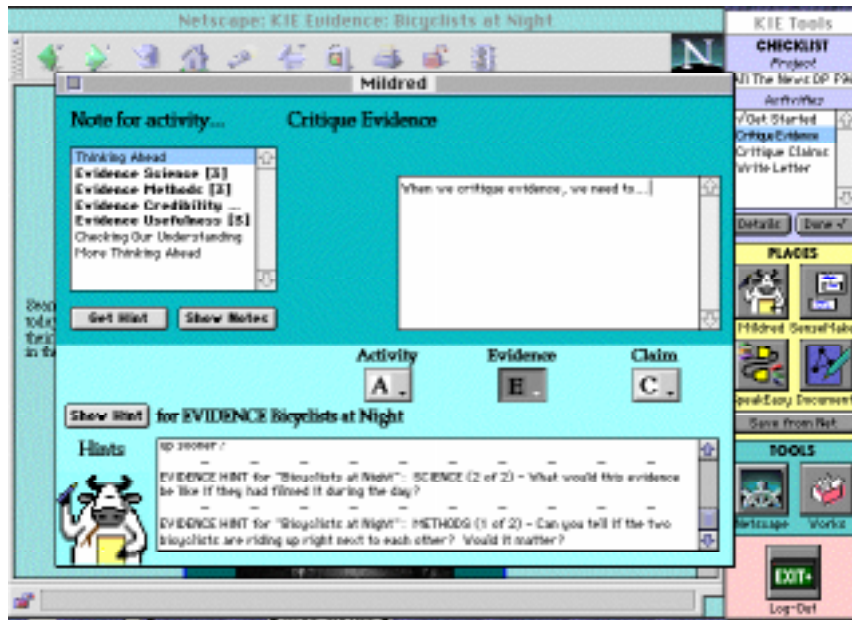 Netscape: KIE Evidence: Bicyclists at Night
N
Mildred
Note for activity...
Critique Evidence
Thinking Ahead
Evidence Science [3]
Evidence Methods [3]
Evidence Credibility ...
Evidence Usefulness [5]
Checking Our Understanding
More Thinking Ahead
When we critique evidence, we need to...
Get Hint
Show Notes
Activity
Evidence
Claim
A
E
C
Show Hint
for EVIDENCE Bicyclists at Night
Hints
up sooner?
EVIDENCE HINT for "Bicyclists at Night": SCIENCE (2 of 2) - What would this evidence
be like if they had filmed it during the day?
EVIDENCE HINT for "Bicyclists at Night": METHODS (1 of 2) - Can you tell if the two
bicyclists are riding up right next to each other? Would it matter?
KIE Tools
CHECKLIST
Project
All The News
Activities
√Get Started
Critique Evidence
Critique Claims
Write Letter
Details
Done √
PLACES
Mildred
SenseMake
SpeakEasy
Document
Save from Net
TOOLS
Netscape
Works
EXIT
Log-Out